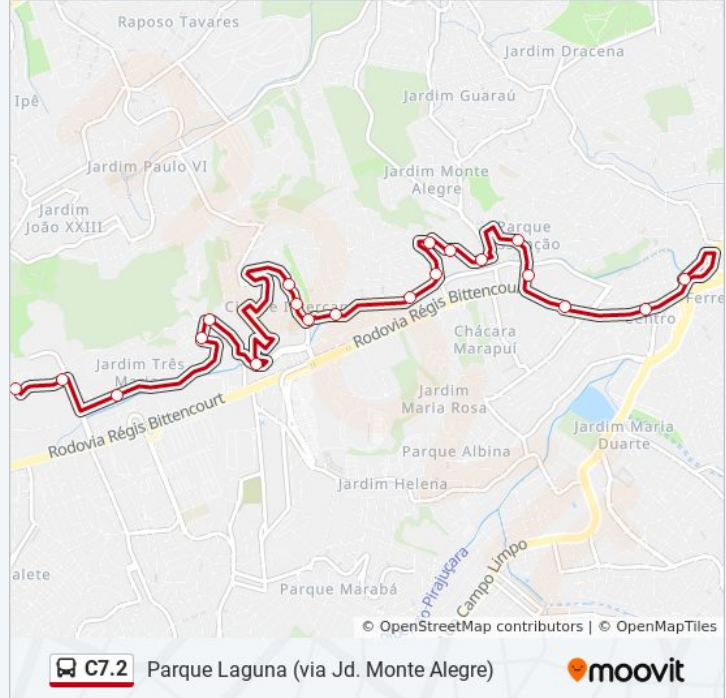 Raposo Tavares
Jardim Dracena
Ipê
Jardim Guaraú
Jardim Paulo VI
Jardim Monte
Alegre
Jardim
João XXIII
Parque
Rodovia Régis Bittencourt
Ferre
Centro
Chácara
Marapuí
Jardim Três
Jardim
Maria Rosa
Rodovia Régis Bittencourt
Jardim Maria
Duarte
Parque Albina
Jardim Helena
alete
Parque Marabá
Pirajuçara
Campo Limpo
© OpenStreetMap contributors | © OpenMapTiles
C7.2 Parque Laguna (via Jd. Monte Alegre) moovit